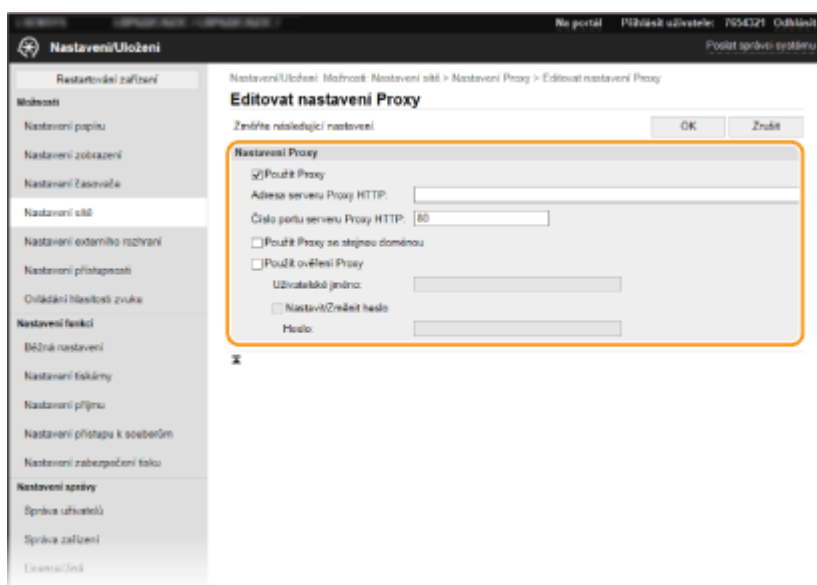 Na portál Přihlásit uživatele: 7654321 Odhlásit
Nastavení/Uložení
Poslat správci systému
Restartování zařízení
Možnosti
Nastavení papíru
Nastavení zobrazení
Nastavení časovače
Nastavení sítě
Nastavení externího rozhraní
Nastavení přístupnosti
Ovládání hlasitosti zvuku
Nastavení funkcí
Běžná nastavení
Nastavení tiskárny
Nastavení příjmu
Nastavení přístupu k souborům
Nastavení zabezpečení tisku
Nastavení správy
Správa uživatelů
Správa zařízení
Licence/Jiná
Nastavení/Uložení: Možnosti: Nastavení sítě > Nastavení Proxy > Editovat nastavení Proxy
Editovat nastavení Proxy
Změňte následující nastavení.
OK
Zrušit
Nastavení Proxy
Použít Proxy
Adresa serveru Proxy HTTP:
Číslo portu serveru Proxy HTTP: 80
Použít Proxy se stejnou doménou
Použít ověření Proxy
Uživatelské jméno:
Nastavit/Změnit heslo
Heslo: